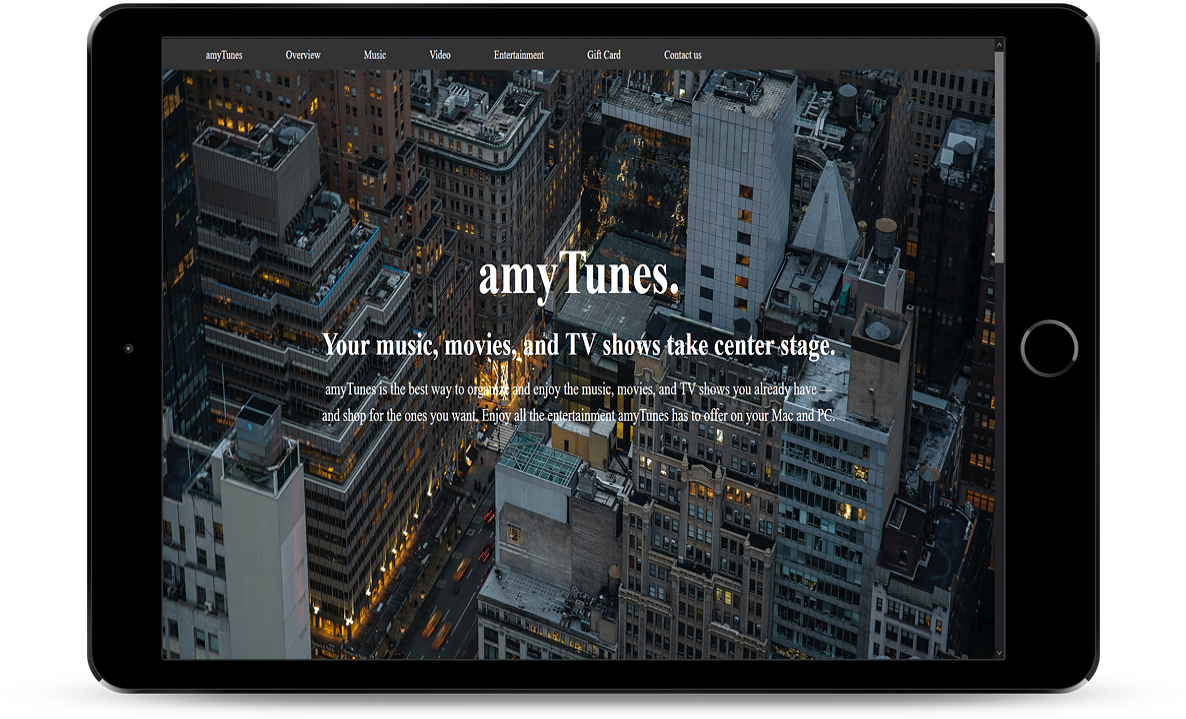 amyTunes Overview Music Video Entertainment Gift Card Contact us
amyTunes.
Your music, movies, and TV shows take center stage.
amyTunes is the best way to organize and enjoy the music, movies, and TV shows you already have —
and shop for the ones you want. Enjoy all the entertainment amyTunes has to offer on your Mac and PC.